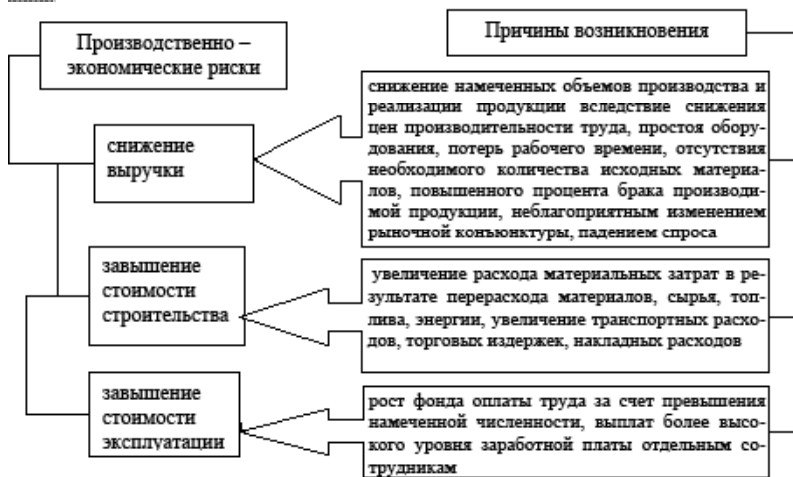 Производственно –
экономические риски
Причины возникновения
снижение
выручки
снижение намеченных объемов производства и
реализации продукции вследствие снижения
цен производительности труда, простоя обору-
дования, потерь рабочего времени, отсутствия
необходимого количества исходных материа-
лов, повышенного процента брака производи-
мой продукции, неблагоприятным изменением
рыночной конъюнктуры, падением спроса
завышение
стоимости
строительства
увеличение расхода материальных затрат в ре-
зультате перерасхода материалов, сырья, топ-
лива, энергии, увеличение транспортных расхо-
дов, торговых издержек, накладных расходов
завышение
стоимости
эксплуатации
рост фонда оплаты труда за счет превышения
намеченной численности, выплат более высо-
кого уровня заработной платы отдельным со-
трудникам